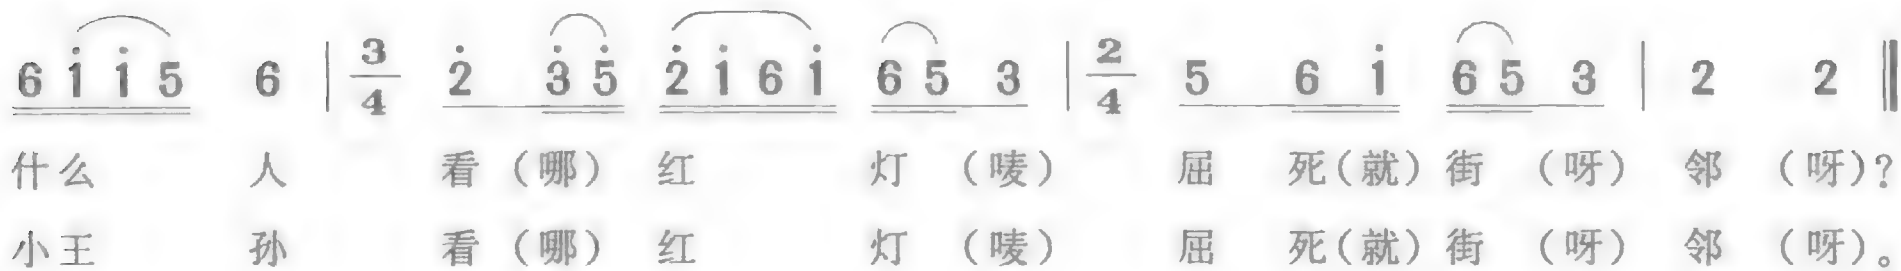 6 i̇ i̇ 5 6 | 3/4 2̇ 3̇ 5̇ 2̇ 1̇ 6 1̇ 6 5 3 | 2/4 5 6 1̇ 6 5 3 | 2 2 ‖
什么 人 看（哪）红 灯（唛） 屈 死（就）街（呀） 邻（呀）？
小王 孙 看（哪）红 灯（唛） 屈 死（就）街（呀） 邻（呀）。